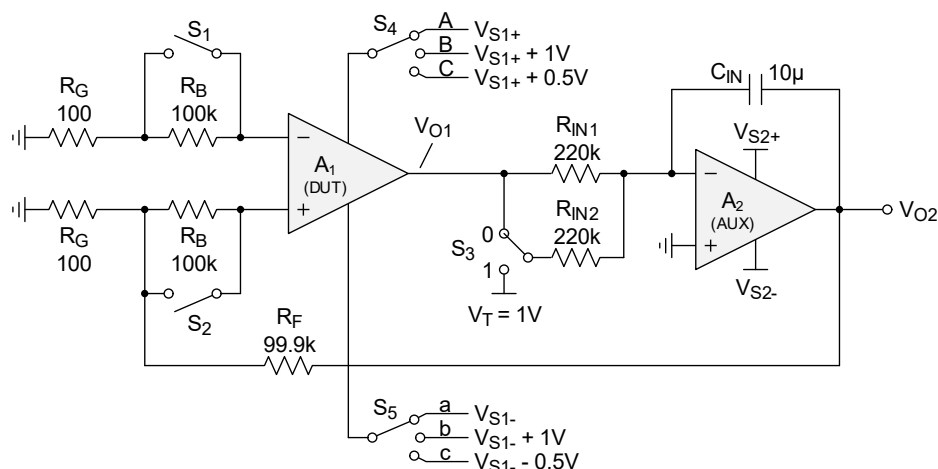 S4
A
VS1+
S1
B
VS1+ + 1V
C
VS1+ + 0.5V
CIN
10µ
RG
100
RB
100k
VO1
RIN1
220k
VS2+
−
A1
(DUT)
+
−
A2
(AUX)
+
VO2
RIN2
220k
0
S3
1
VT = 1V
RG
100
RB
100k
VS2-
S2
RF
99.9k
S5
a
VS1-
b
VS1- + 1V
c
VS1- - 0.5V